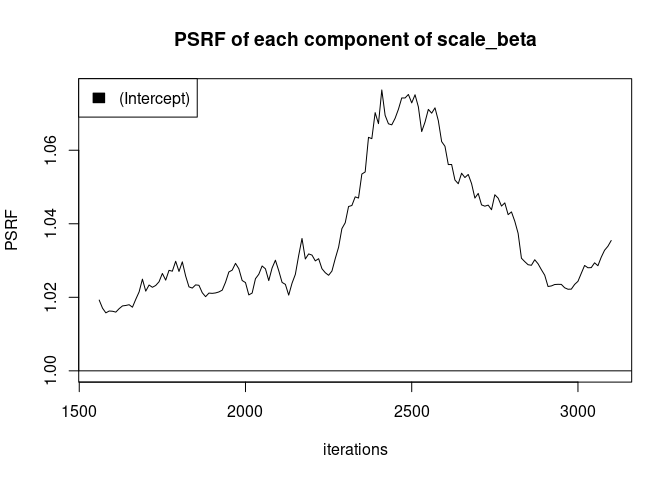 PSRF of each component of scale_beta
(Intercept)
PSRF
1.06
1.04
1.02
1.00
1500 2000 2500 3000
iterations